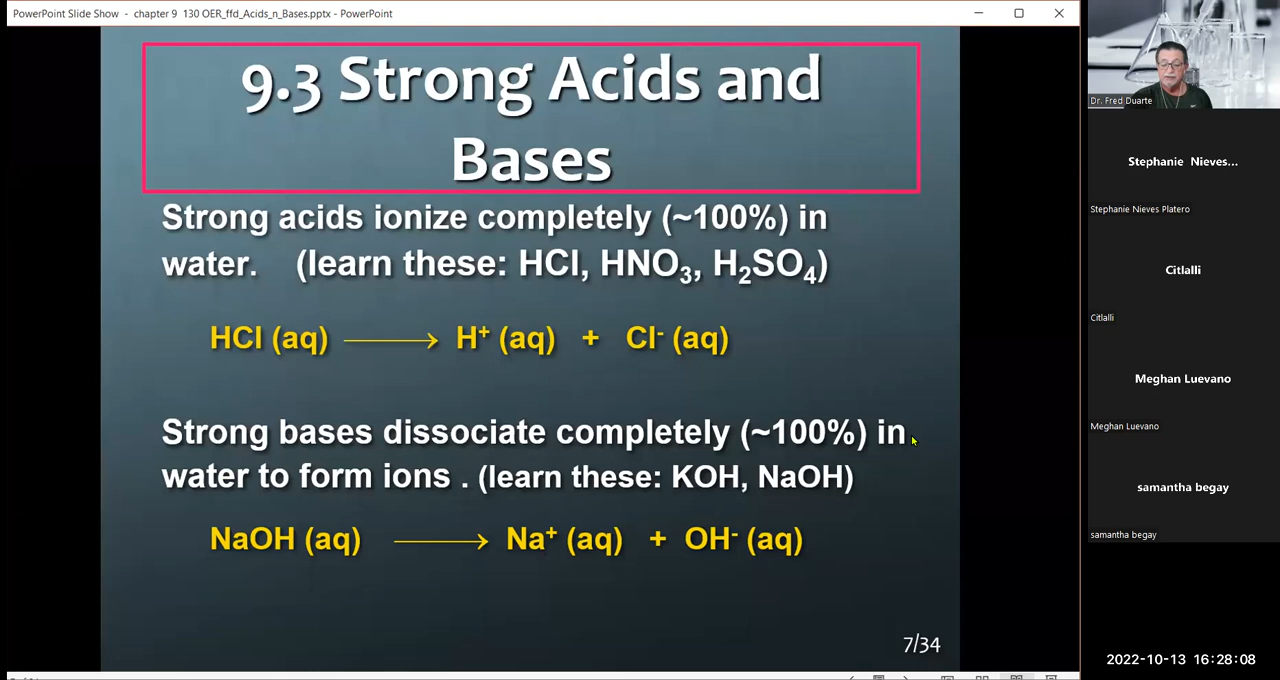 PowerPoint Slide Show - chapter 9 130 OER_ffd_Acids_n_Bases.pptx - PowerPoint
9.3 Strong Acids and
Bases
Strong acids ionize completely (~100%) in
water. (learn these: HCl, HNO₃, H₂SO₄)
HCl (aq) ⟶ H⁺ (aq) + Cl⁻ (aq)
Strong bases dissociate completely (~100%) in
water to form ions . (learn these: KOH, NaOH)
NaOH (aq) ⟶ Na⁺ (aq) + OH⁻ (aq)
7/34
Dr. Fred Duarte
Stephanie Nieves...
Stephanie Nieves Platero
Citlalli
Citlalli
Meghan Luevano
Meghan Luevano
samantha begay
samantha begay
2022-10-13 16:28:08